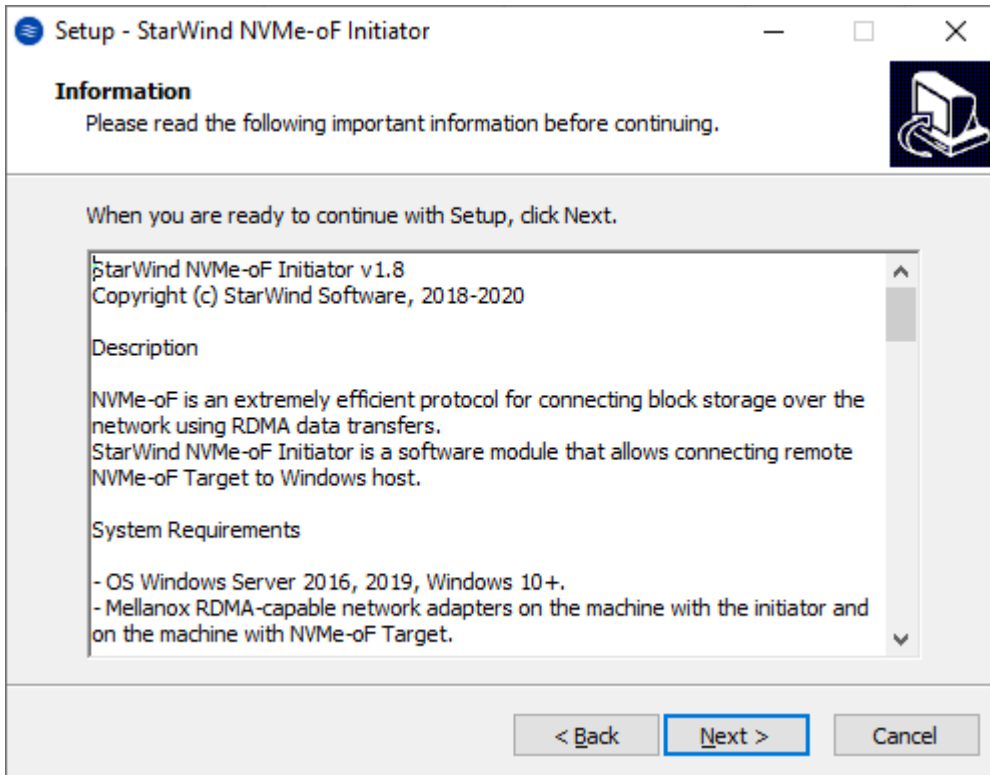 Setup - StarWind NVMe-oF Initiator
Information
Please read the following important information before continuing.
When you are ready to continue with Setup, click Next.
StarWind NVMe-oF Initiator v1.8
Copyright (c) StarWind Software, 2018-2020
Description
NVMe-oF is an extremely efficient protocol for connecting block storage over the
network using RDMA data transfers.
StarWind NVMe-oF Initiator is a software module that allows connecting remote
NVMe-oF Target to Windows host.
System Requirements
- OS Windows Server 2016, 2019, Windows 10+.
- Mellanox RDMA-capable network adapters on the machine with the initiator and
on the machine with NVMe-oF Target.
< Back Next > Cancel